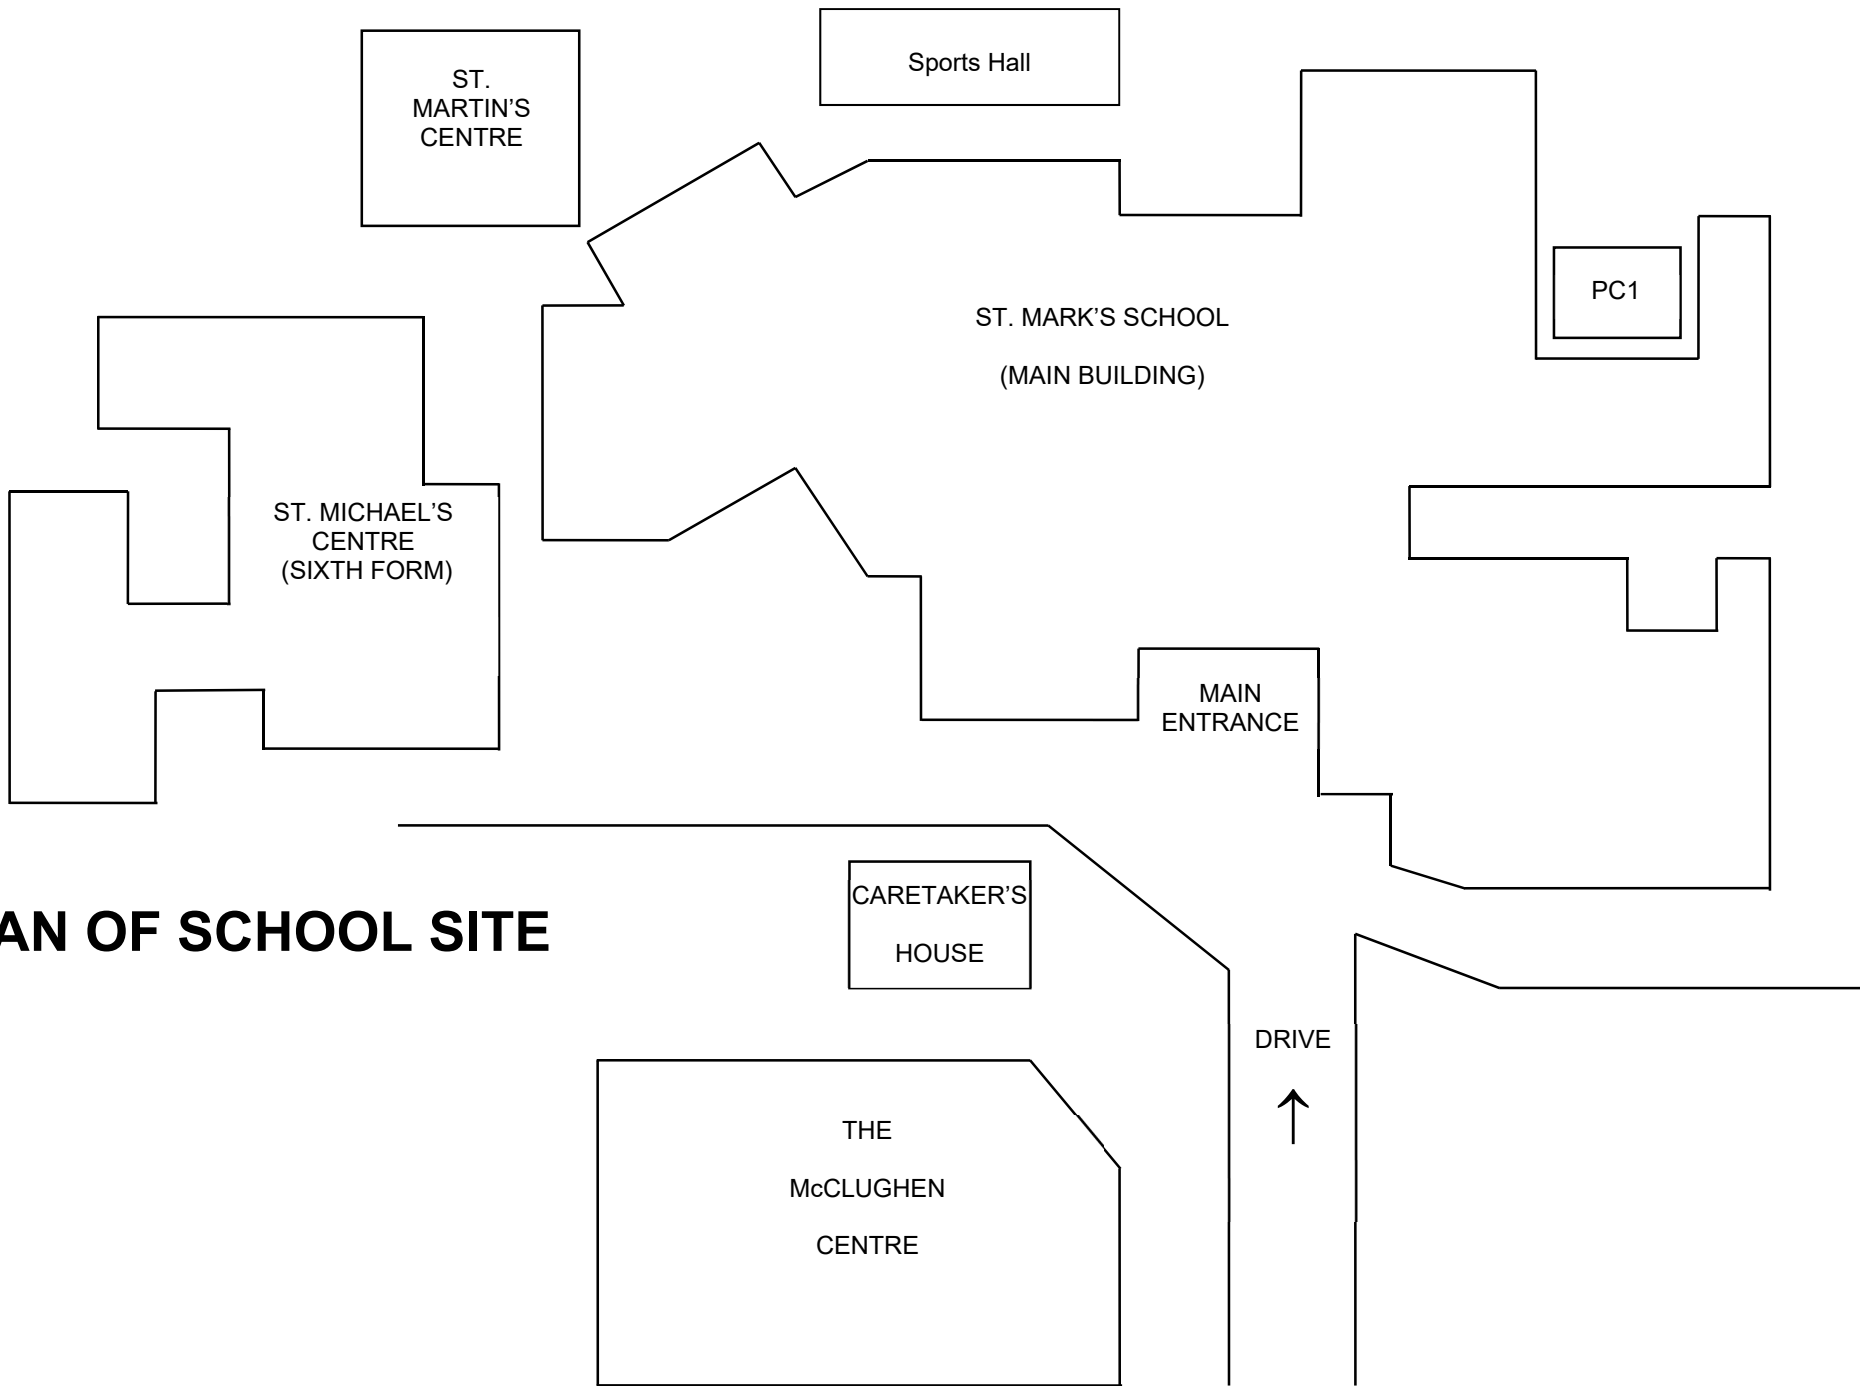 ST.
MARTIN'S
CENTRE
Sports Hall
PC1
ST. MARK'S SCHOOL
(MAIN BUILDING)
ST. MICHAEL'S
CENTRE
(SIXTH FORM)
MAIN
ENTRANCE
CARETAKER'S
HOUSE
AN OF SCHOOL SITE
DRIVE
THE
McCLUGHEN
CENTRE